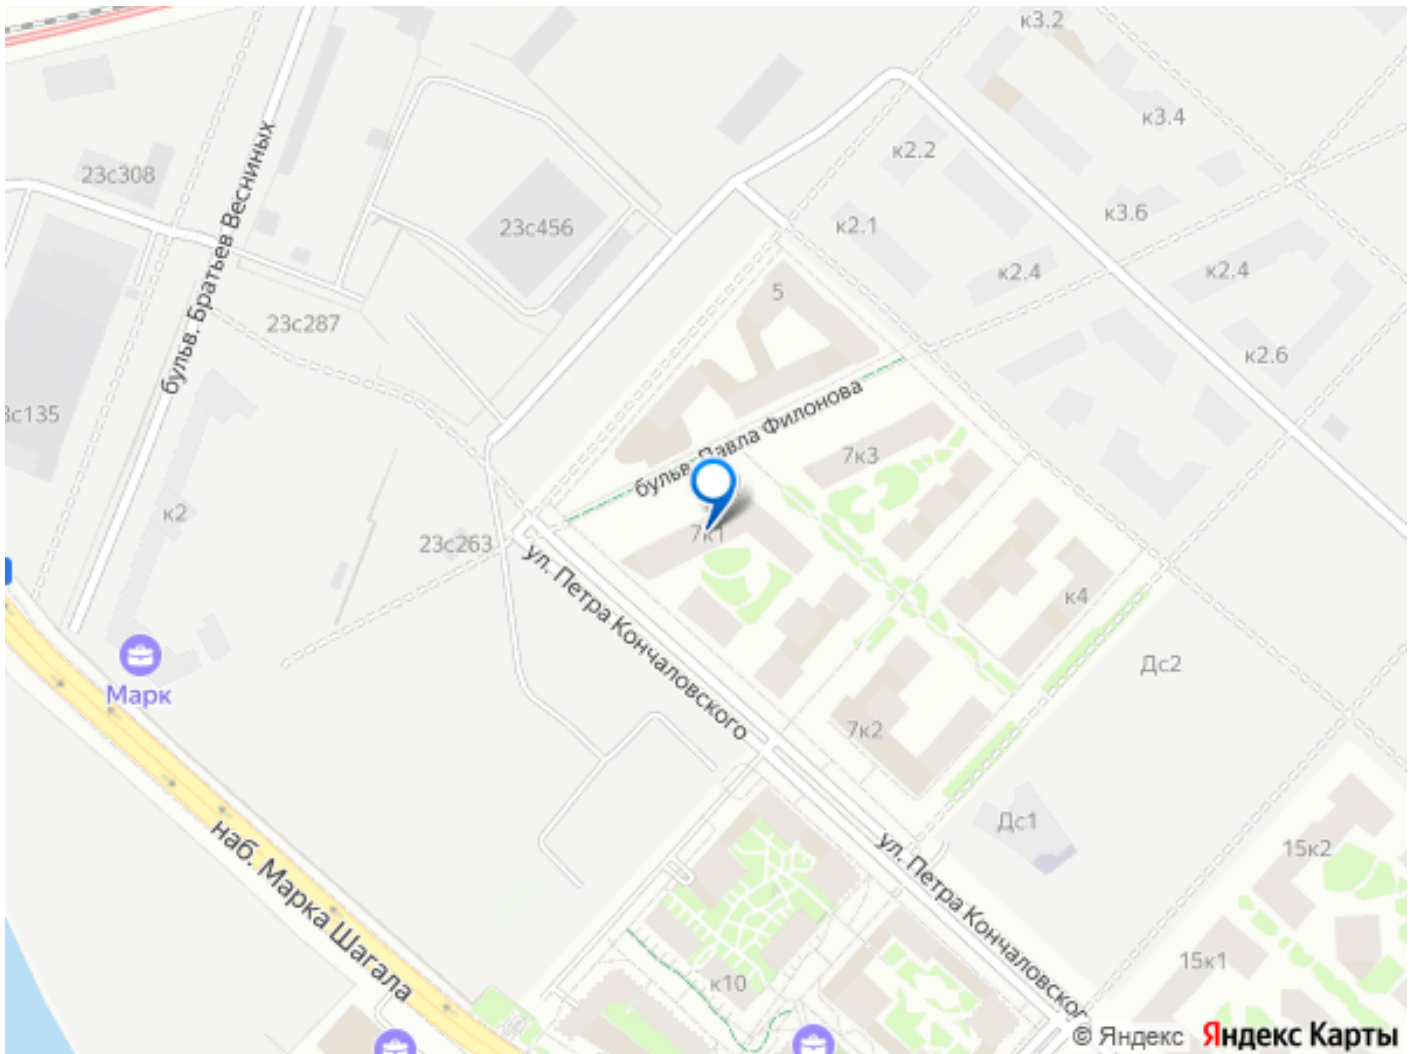 к3.2
к3.4
к2.2
бульв. Братьев Весниных
23с308
к3.6
к2.1
23с456
к2.4
к2.4
5
23с287
к2.6
3с135
бульв. Павла Филонова
7к3
к2
7к1
23с263
ул. Петра Кончаловского
к4
Дс2
Марк
7к2
Дс1
наб. Марка Шагала
ул. Петра Кончаловского
15к2
15к1
к10
© Яндекс Яндекс Карты